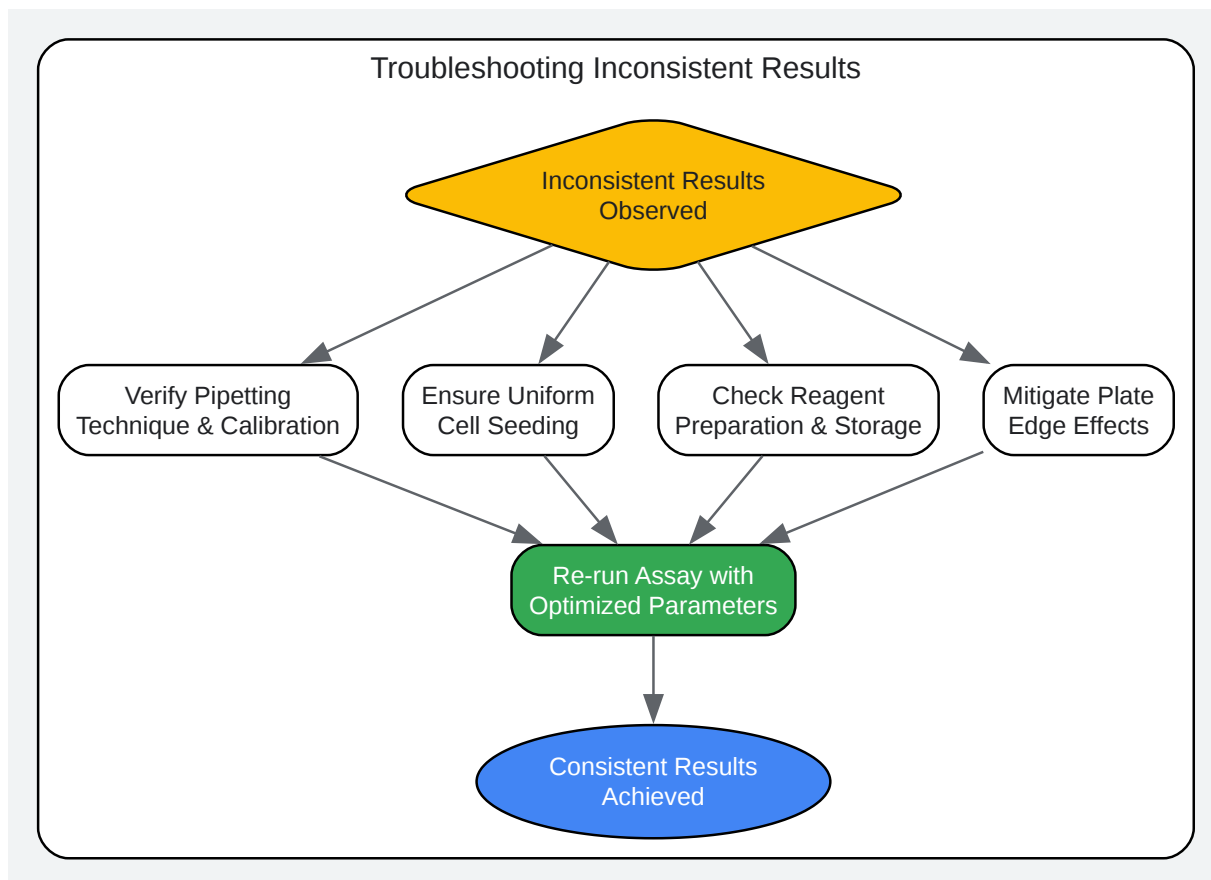 Troubleshooting Inconsistent Results
Inconsistent Results
Observed
Verify Pipetting
Technique & Calibration
Ensure Uniform
Cell Seeding
Check Reagent
Preparation & Storage
Mitigate Plate
Edge Effects
Re-run Assay with
Optimized Parameters
Consistent Results
Achieved